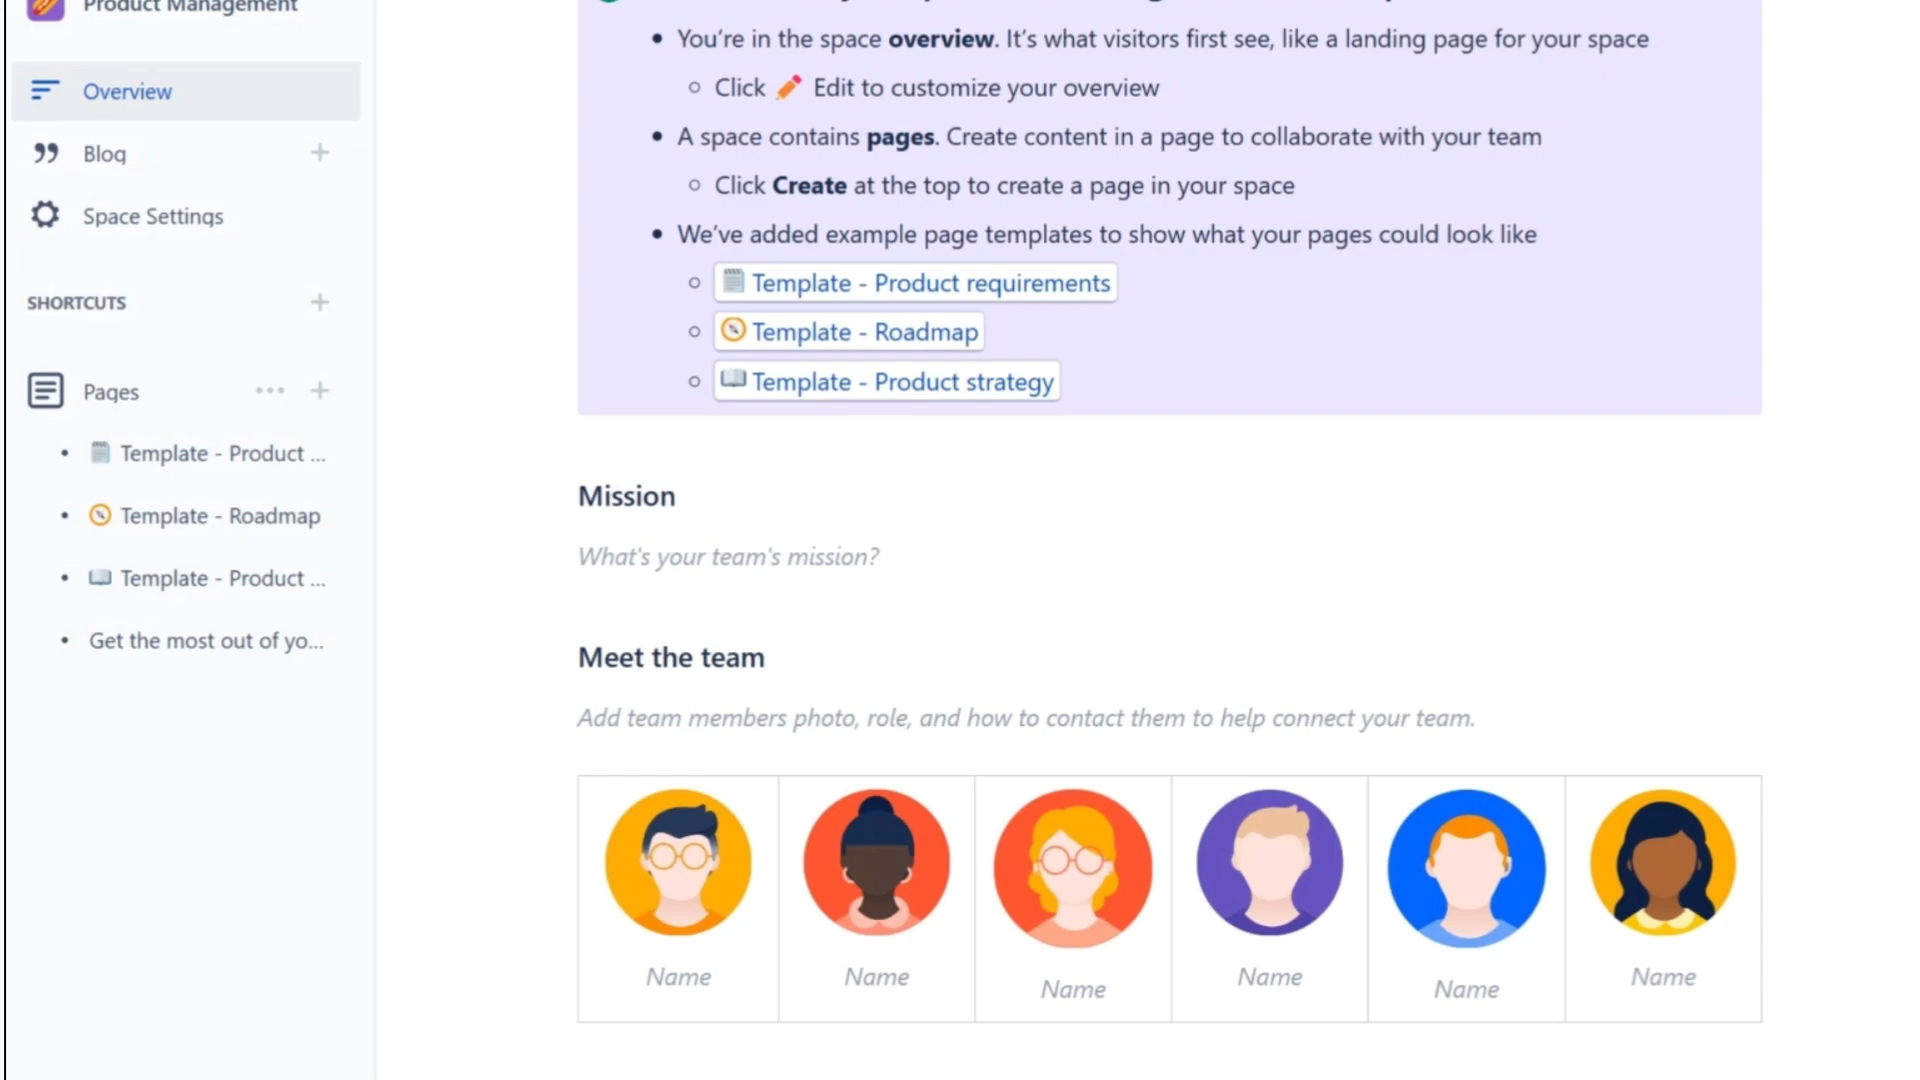 Product Management
Overview
Blog
Space Settings
SHORTCUTS
Pages
Template - Product ...
Template - Roadmap
Template - Product ...
Get the most out of yo...
You're in the space overview. It's what visitors first see, like a landing page for your space
Click Edit to customize your overview
A space contains pages. Create content in a page to collaborate with your team
Click Create at the top to create a page in your space
We've added example page templates to show what your pages could look like
Template - Product requirements
Template - Roadmap
Template - Product strategy
Mission
What's your team's mission?
Meet the team
Add team members photo, role, and how to contact them to help connect your team.
Name
Name
Name
Name
Name
Name